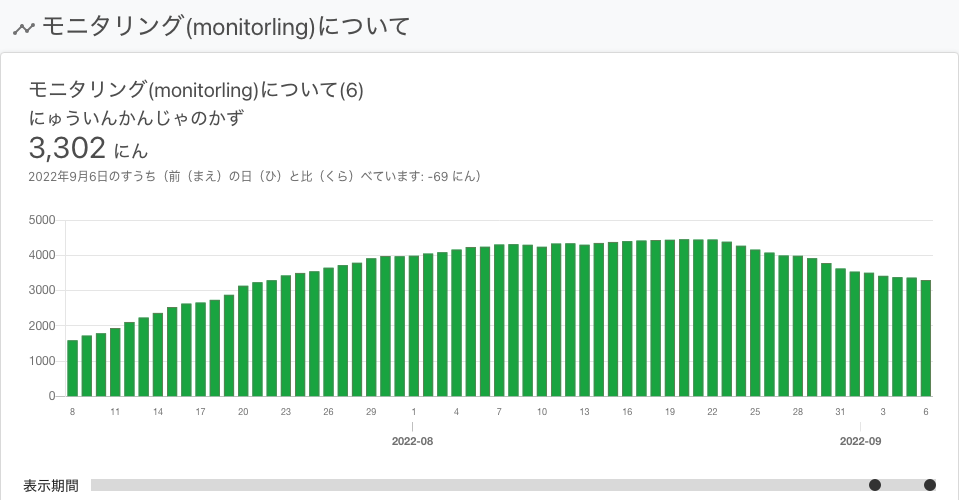 モニタリング(monitorling)について
モニタリング(monitorling)について(6)
にゅういんかんじゃのかず
3,302 にん
2022年9月6日のすうち（前（まえ）の日（ひ）と比（くら）べています: -69 にん）
5000
4000
3000
2000
1000
0
8 11 14 17 20 23 26 29 1 4 7 10 13 16 19 22 25 28 31 3 6
2022-08 2022-09
表示期間